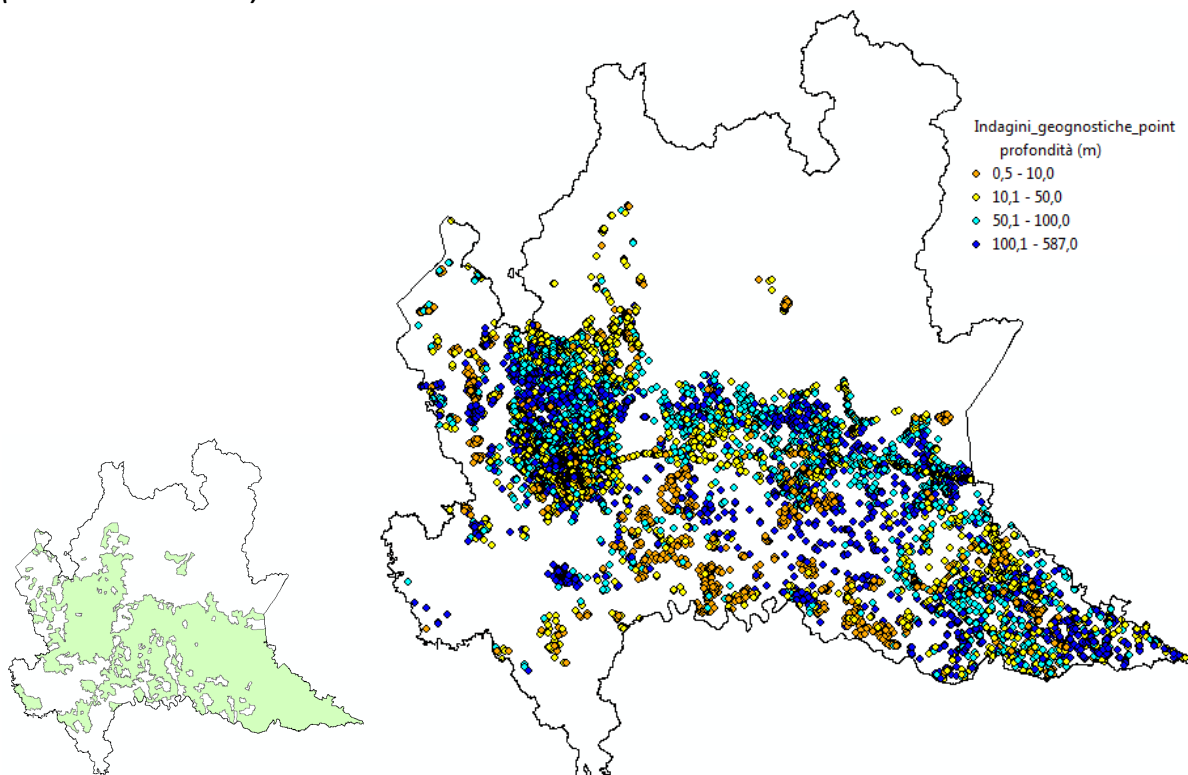 Indagini_geognostiche_point
profondità (m)
0,5 - 10,0
10,1 - 50,0
50,1 - 100,0
100,1 - 587,0